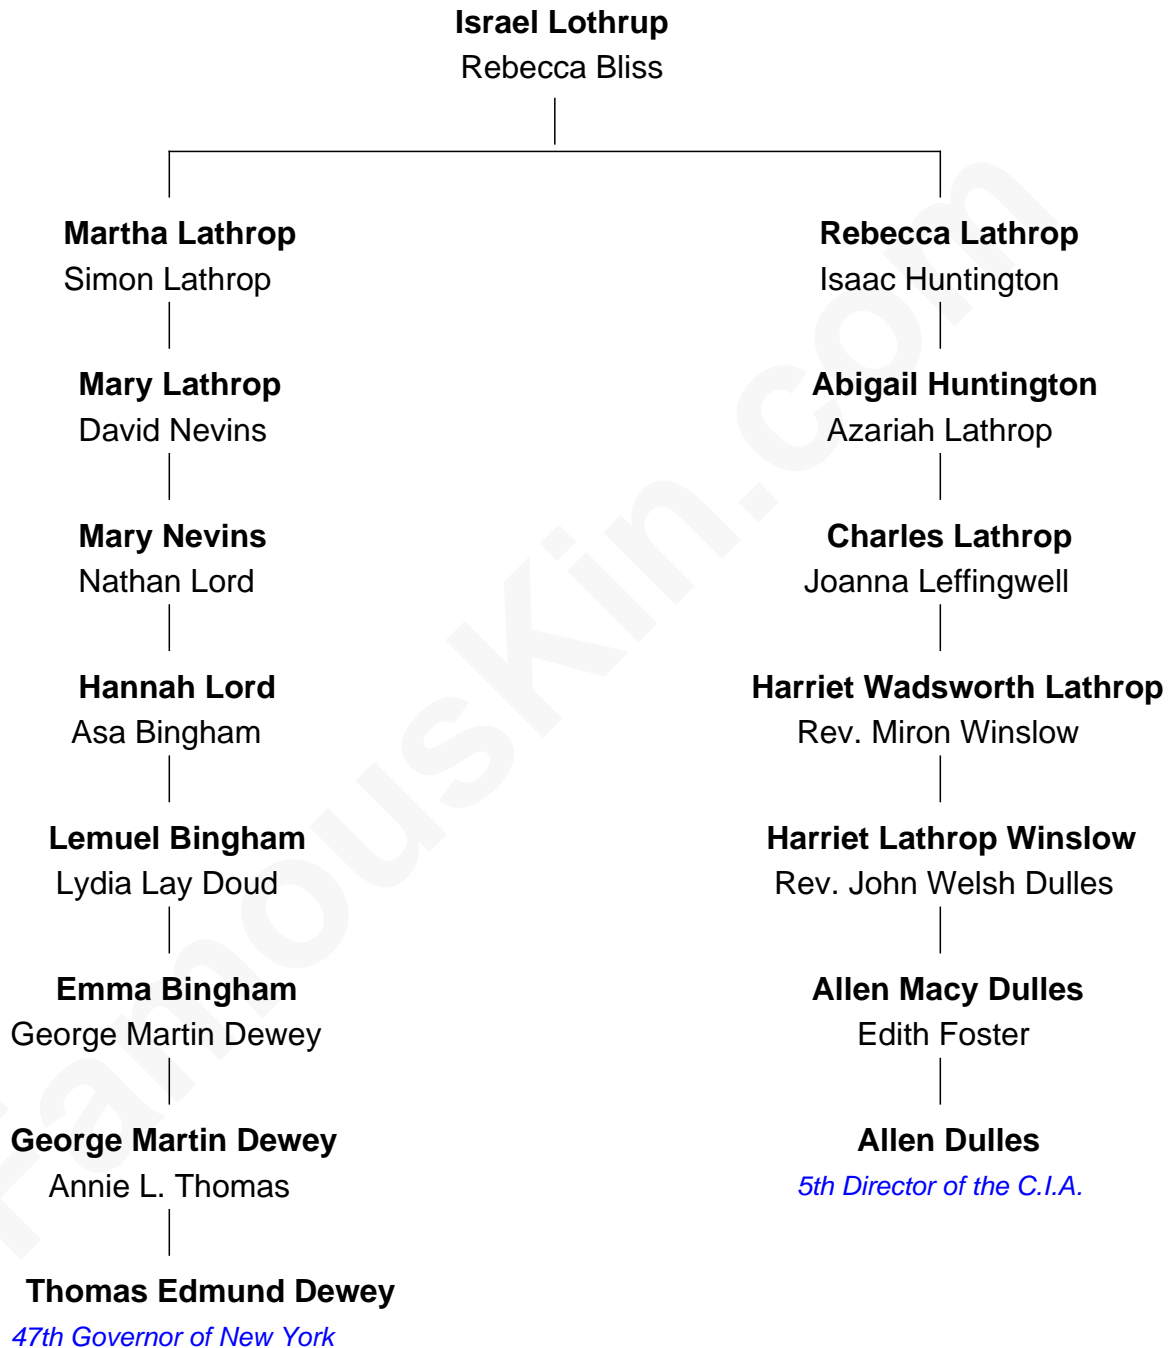 Israel Lothrup
Rebecca Bliss
Martha Lathrop
Simon Lathrop
Rebecca Lathrop
Isaac Huntington
Mary Lathrop
David Nevins
Abigail Huntington
Azariah Lathrop
Mary Nevins
Nathan Lord
Charles Lathrop
Joanna Leffingwell
Hannah Lord
Asa Bingham
Harriet Wadsworth Lathrop
Rev. Miron Winslow
Lemuel Bingham
Lydia Lay Doud
Harriet Lathrop Winslow
Rev. John Welsh Dulles
Emma Bingham
George Martin Dewey
Allen Macy Dulles
Edith Foster
George Martin Dewey
Annie L. Thomas
Allen Dulles
5th Director of the C.I.A.
Thomas Edmund Dewey
47th Governor of New York
FamousKin.com